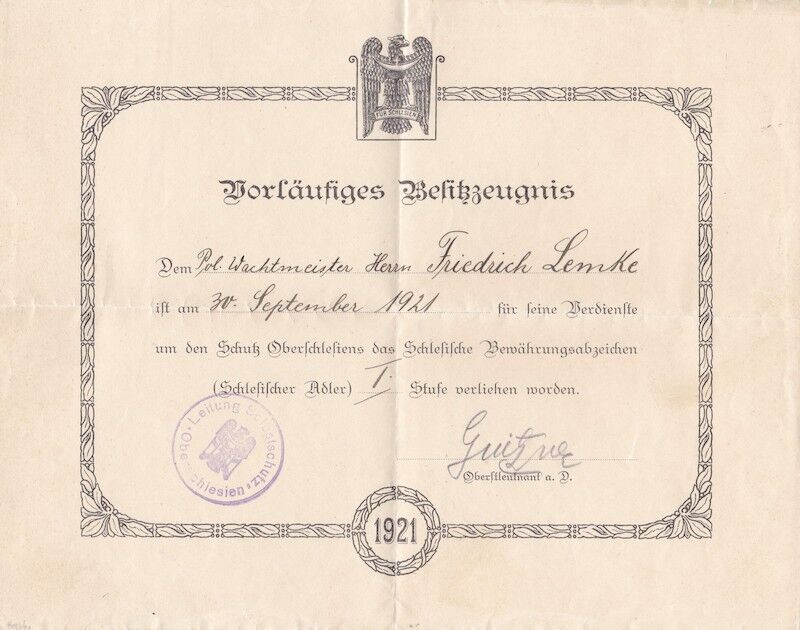 FÜR SCHLESIEN
Vorläufiges Besitzzeugnis
Dem Pol. Wachtmeister Herrn Friedrich Lemke
ist am 30. September 1921 für seine Verdienste
um den Schutz Oberschlesiens das Schlesische Bewährungsabzeichen
(Schlesischer Adler) I. Stufe verliehen worden.
Leitung Selbstschutz
Oberschlesien
Oberstleutnant a. D.
1921